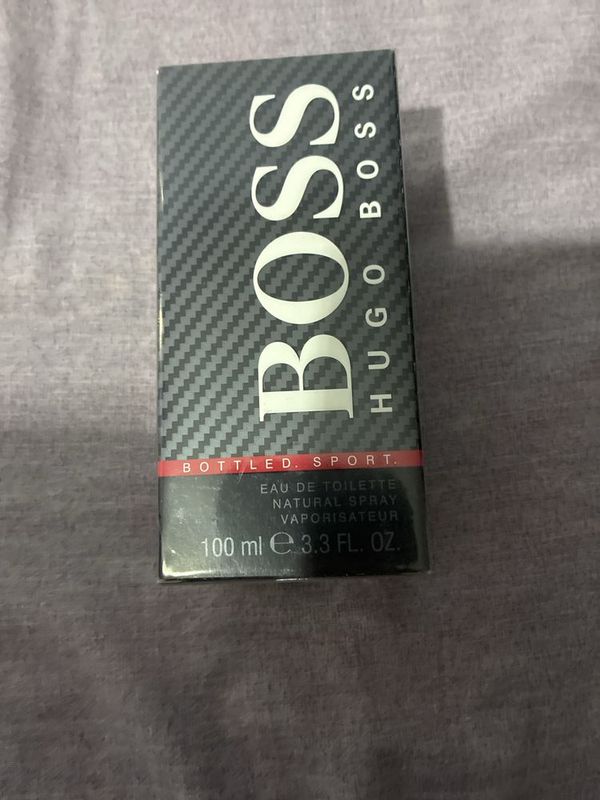 BOSS
HUGO BOSS
BOTTLED. SPORT.
EAU DE TOILETTE
NATURAL SPRAY
VAPORISATEUR
100 ml ℮ 3.3 FL. OZ.